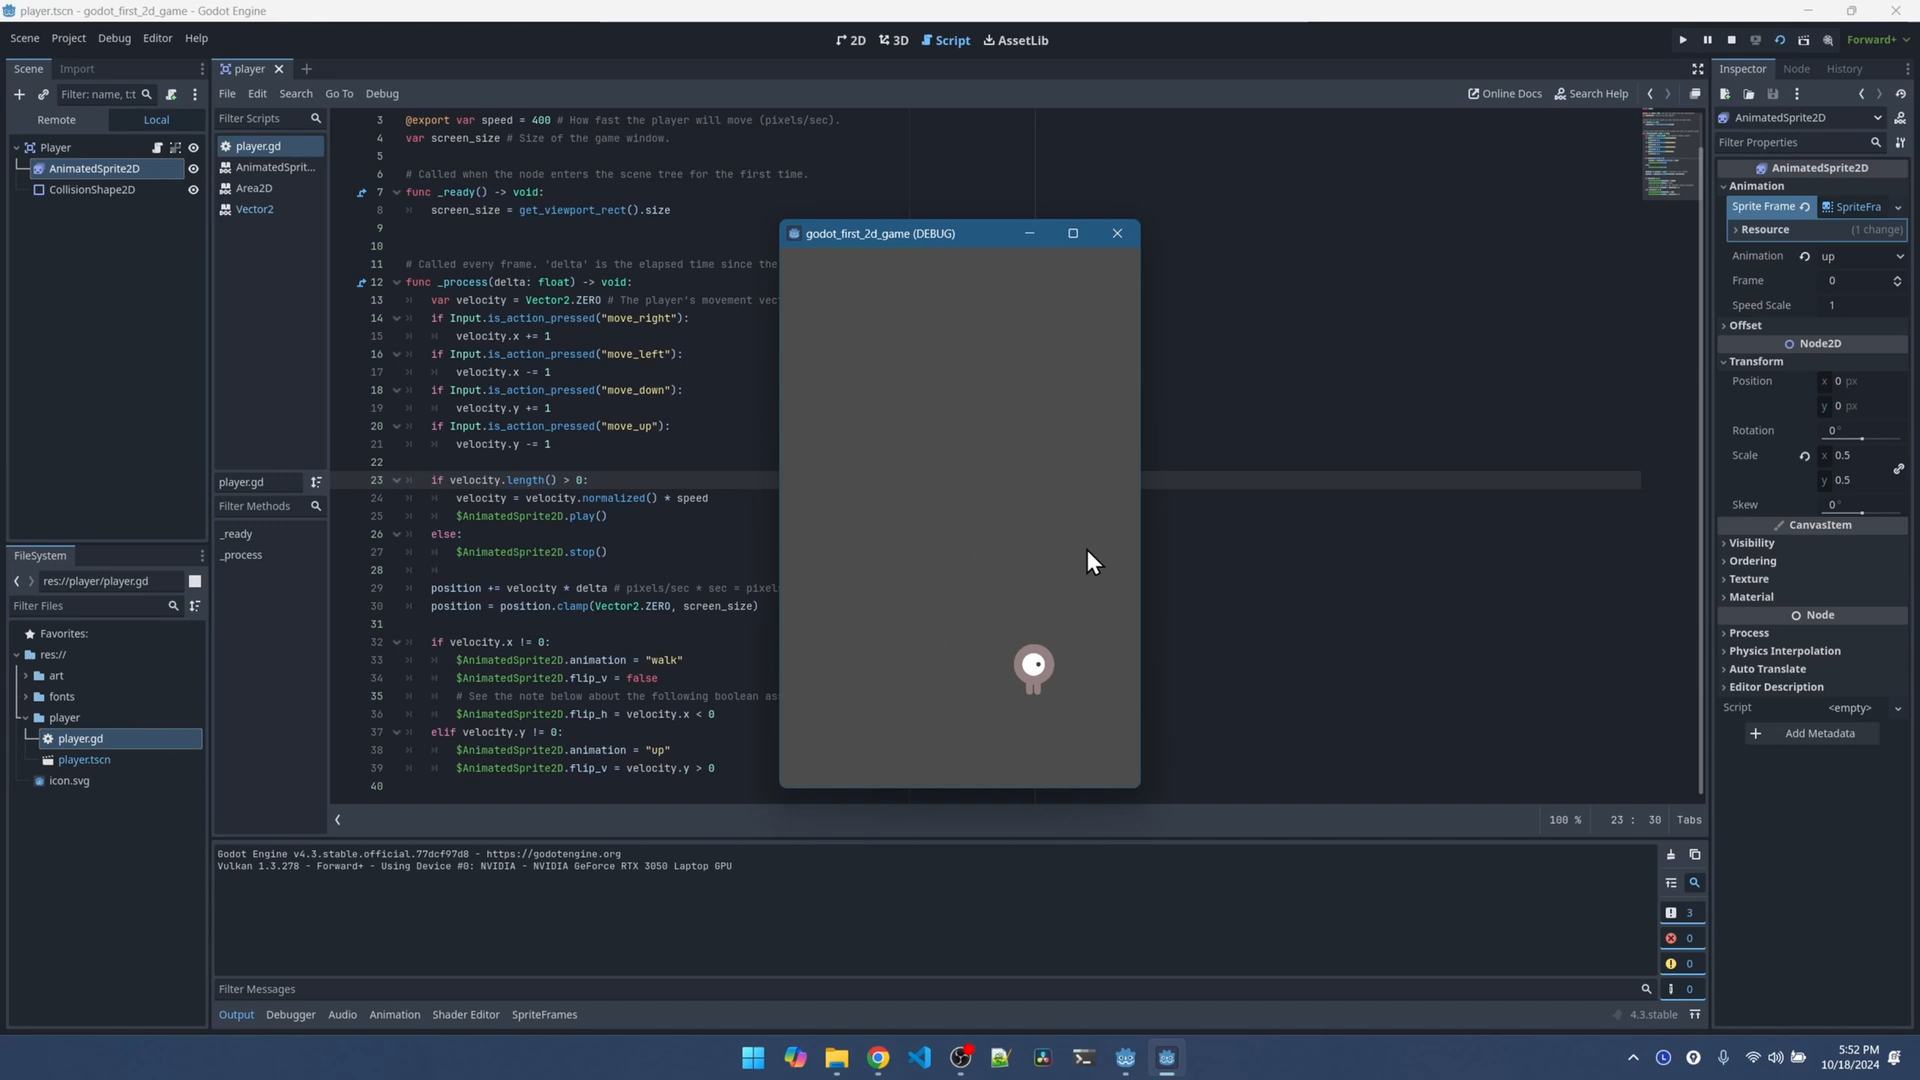 player.tscn - godot_first_2d_game - Godot Engine
Scene Project Debug Editor Help
2D 3D Script AssetLib
Forward+
Scene Import
Filter: name, t:t
Remote Local
Player
AnimatedSprite2D
CollisionShape2D
FileSystem
res://player/player.gd
Filter Files
Favorites:
res://
art
fonts
player
player.gd
player.tscn
icon.svg
player
File Edit Search Go To Debug
Online Docs Search Help
Filter Scripts
player.gd
AnimatedSprit...
Area2D
Vector2
player.gd
Filter Methods
_ready
_process
3 @export var speed = 400 # How fast the player will move (pixels/sec).
4 var screen_size # Size of the game window.
5
6 # Called when the node enters the scene tree for the first time.
7 func _ready() -> void:
8 screen_size = get_viewport_rect().size
9
10
11 # Called every frame. 'delta' is the elapsed time since the
12 func _process(delta: float) -> void:
13 var velocity = Vector2.ZERO # The player's movement vec
14 if Input.is_action_pressed("move_right"):
15 velocity.x += 1
16 if Input.is_action_pressed("move_left"):
17 velocity.x -= 1
18 if Input.is_action_pressed("move_down"):
19 velocity.y += 1
20 if Input.is_action_pressed("move_up"):
21 velocity.y -= 1
22
23 if velocity.length() > 0:
24 velocity = velocity.normalized() * speed
25 $AnimatedSprite2D.play()
26 else:
27 $AnimatedSprite2D.stop()
28
29 position += velocity * delta # pixels/sec * sec = pixel
30 position = position.clamp(Vector2.ZERO, screen_size)
31
32 if velocity.x != 0:
33 $AnimatedSprite2D.animation = "walk"
34 $AnimatedSprite2D.flip_v = false
35 # See the note below about the following boolean as
36 $AnimatedSprite2D.flip_h = velocity.x < 0
37 elif velocity.y != 0:
38 $AnimatedSprite2D.animation = "up"
39 $AnimatedSprite2D.flip_v = velocity.y > 0
40
100 % 23 : 30 Tabs
godot_first_2d_game (DEBUG)
Godot Engine v4.3.stable.official.77dcf97d8 - https://godotengine.org
Vulkan 1.3.278 - Forward+ - Using Device #0: NVIDIA - NVIDIA GeForce RTX 3050 Laptop GPU
3
0
0
0
Filter Messages
Output Debugger Audio Animation Shader Editor SpriteFrames
4.3.stable
Inspector Node History
AnimatedSprite2D
Filter Properties
AnimatedSprite2D
Animation
Sprite Frame SpriteFra
Resource (1 change)
Animation up
Frame 0
Speed Scale 1
Offset
Node2D
Transform
Position x 0 px
y 0 px
Rotation 0 °
Scale x 0.5
y 0.5
Skew 0 °
CanvasItem
Visibility
Ordering
Texture
Material
Node
Process
Physics Interpolation
Auto Translate
Editor Description
Script <empty>
Add Metadata
5:52 PM
10/18/2024